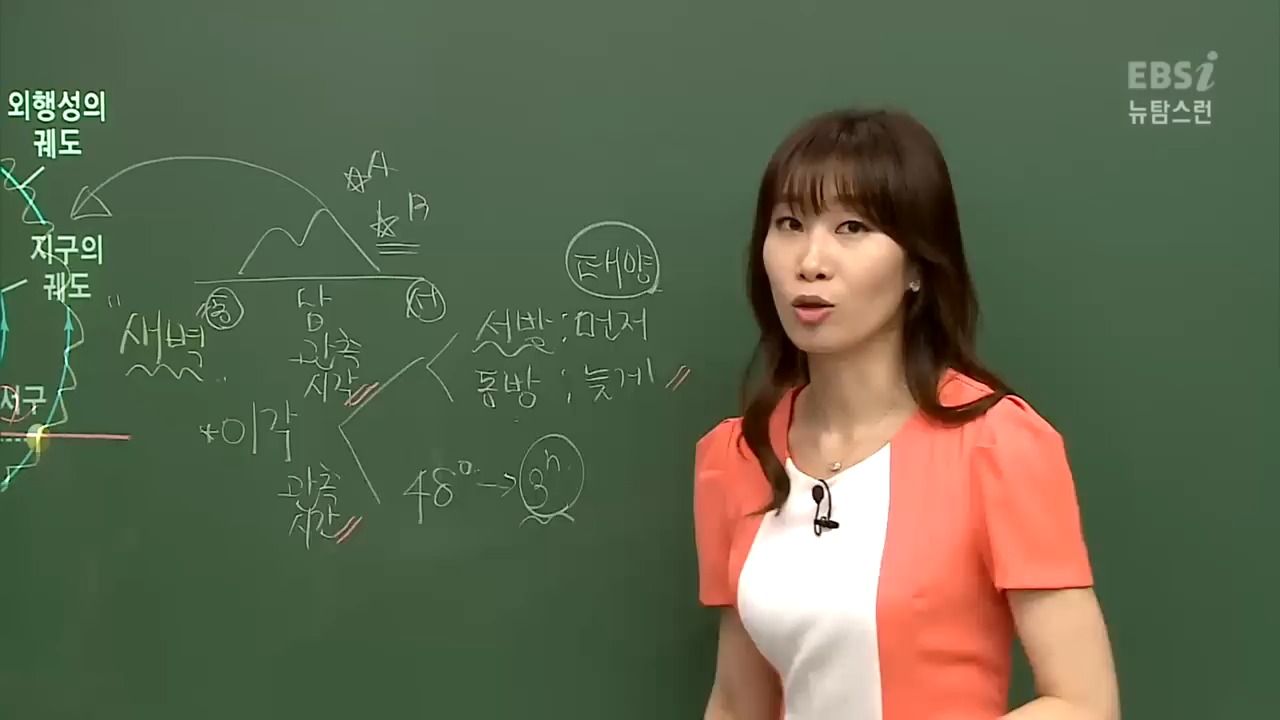 EBSi
뉴탐스런
외행성의
궤도
지구의
궤도
지구
A
B
동
남
서
"새벽"
*이각
관측
시각
태양
서방 : 먼저
동방 : 늦게
관측
시간
48° → 3h